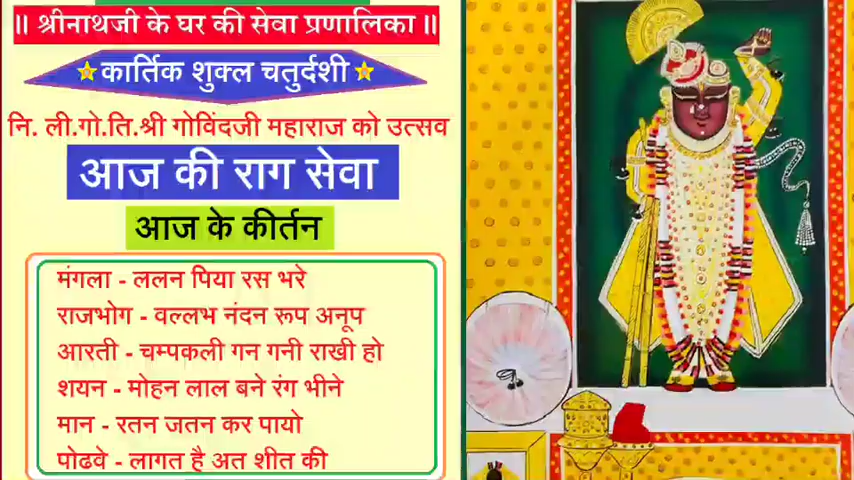 ॥ श्रीनाथजी के घर की सेवा प्रणालिका ॥
कार्तिक शुक्ल चतुर्दशी
नि. ली.गो.ति.श्री गोविंदजी महाराज को उत्सव
आज की राग सेवा
आज के कीर्तन
मंगला - ललन पिया रस भरे
राजभोग - वल्लभ नंदन रूप अनूप
आरती - चम्पकली गन गनी राखी हो
शयन - मोहन लाल बने रंग भीने
मान - रतन जतन कर पायो
पोढवे - लागत है अत शीत की